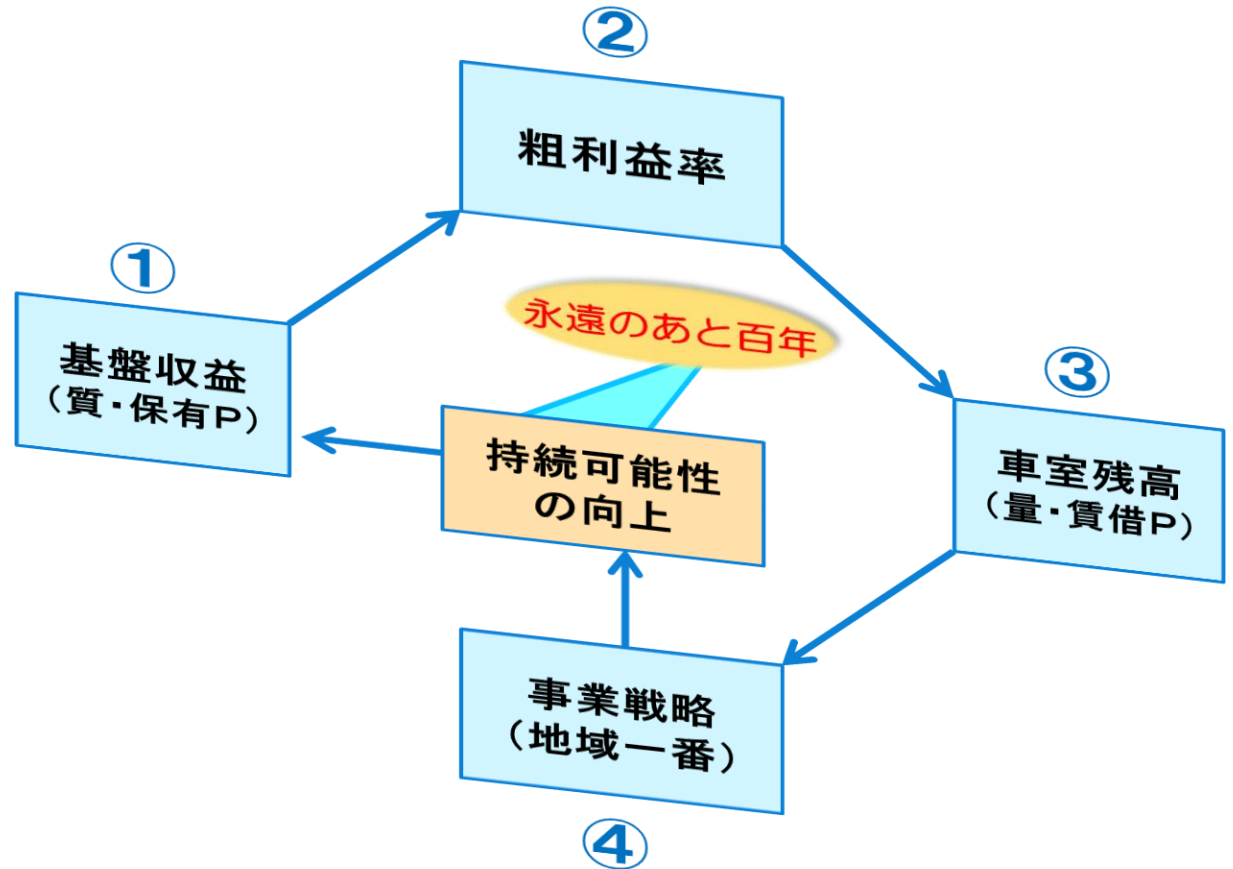 ②
粗利益率
①
基盤収益
(質・保有P)
永遠のあと百年
③
車室残高
(量・賃借P)
持続可能性
の向上
事業戦略
(地域一番)
④